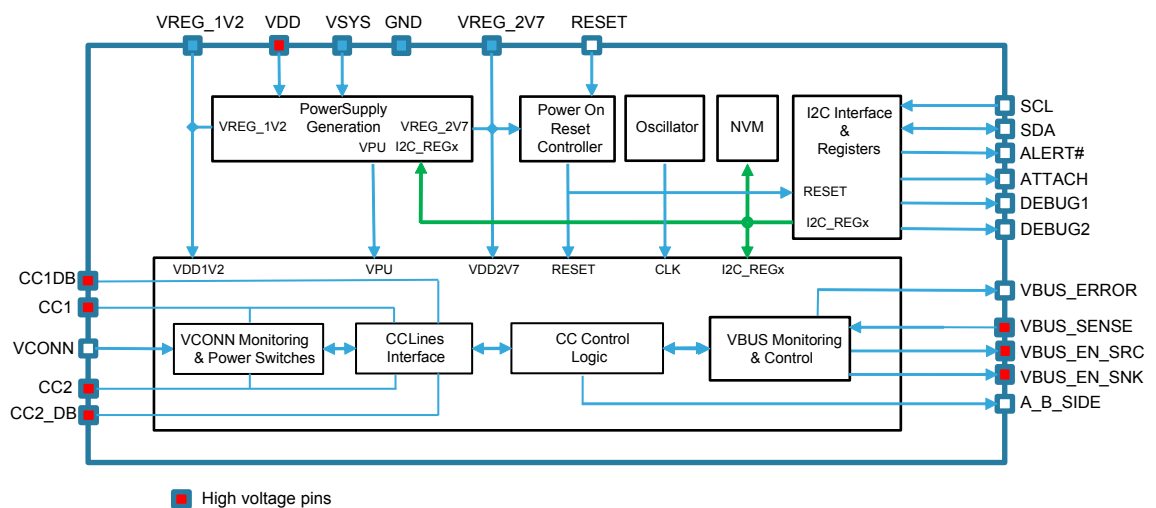 VREG_1V2
VDD
VSYS
GND
VREG_2V7
RESET
PowerSupply
Generation
VREG_1V2
VREG_2V7
VPU
I2C_REGx
Power On
Reset
Controller
Oscillator
NVM
I2C Interface
&
Registers
RESET
I2C_REGx
SCL
SDA
ALERT#
ATTACH
DEBUG1
DEBUG2
VDD1V2
VPU
VDD2V7
RESET
CLK
I2C_REGx
CC1DB
CC1
VCONN
CC2
CC2_DB
VCONN Monitoring
& Power Switches
CCLines
Interface
CC Control
Logic
VBUS Monitoring
& Control
VBUS_ERROR
VBUS_SENSE
VBUS_EN_SRC
VBUS_EN_SNK
A_B_SIDE
High voltage pins